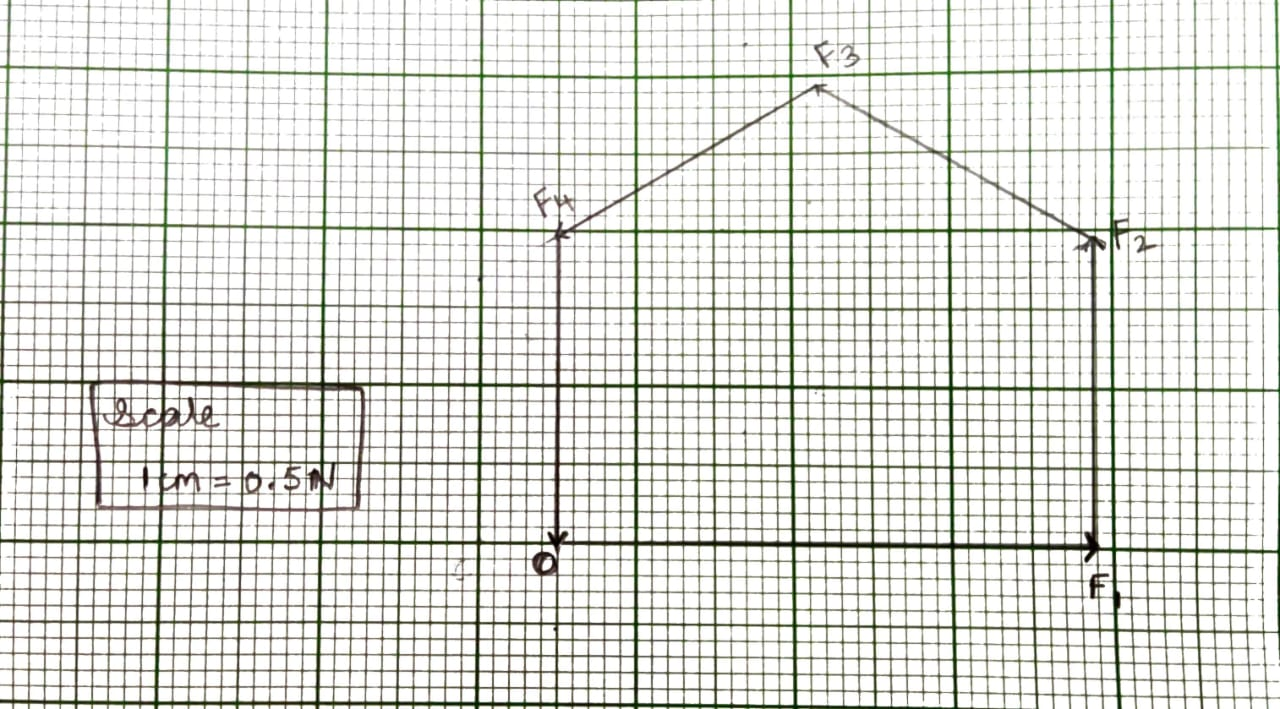 F3
F4
F2
Scale
1cm = 0.5N
O
F1